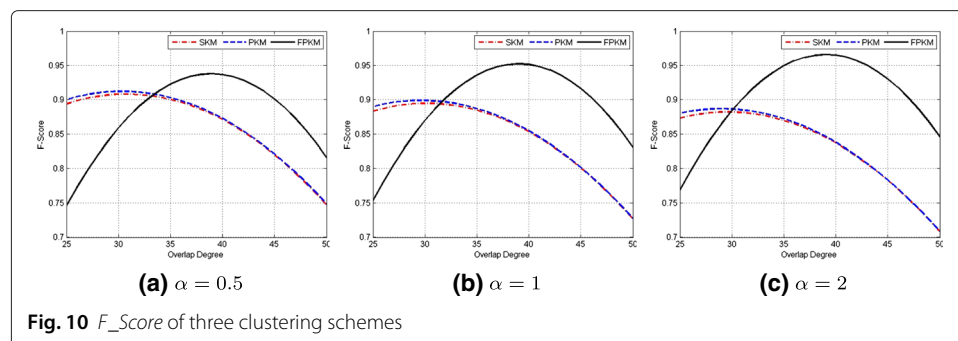 SKM PKM FPKM
1
0.95
0.9
0.85
0.8
0.75
0.7
F-Score
25 30 35 40 45 50
Overlap Degree
(a) α = 0.5
SKM PKM FPKM
1
0.95
0.9
0.85
0.8
0.75
0.7
F-Score
25 30 35 40 45 50
Overlap Degree
(b) α = 1
SKM PKM FPKM
1
0.95
0.9
0.85
0.8
0.75
0.7
F-Score
25 30 35 40 45 50
Overlap Degree
(c) α = 2
Fig. 10 F_Score of three clustering schemes